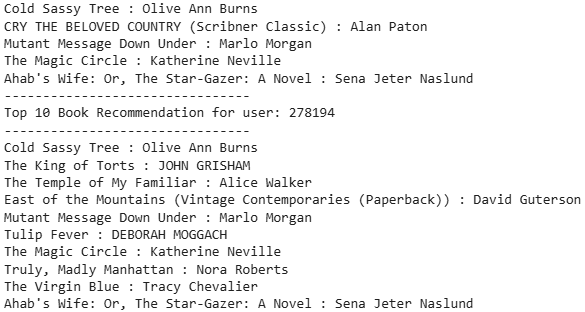 Cold Sassy Tree : Olive Ann Burns
CRY THE BELOVED COUNTRY (Scribner Classic) : Alan Paton
Mutant Message Down Under : Marlo Morgan
The Magic Circle : Katherine Neville
Ahab's Wife: Or, The Star-Gazer: A Novel : Sena Jeter Naslund
--------------------------------
Top 10 Book Recommendation for user: 278194
--------------------------------
Cold Sassy Tree : Olive Ann Burns
The King of Torts : JOHN GRISHAM
The Temple of My Familiar : Alice Walker
East of the Mountains (Vintage Contemporaries (Paperback)) : David Guterson
Mutant Message Down Under : Marlo Morgan
Tulip Fever : DEBORAH MOGGACH
The Magic Circle : Katherine Neville
Truly, Madly Manhattan : Nora Roberts
The Virgin Blue : Tracy Chevalier
Ahab's Wife: Or, The Star-Gazer: A Novel : Sena Jeter Naslund